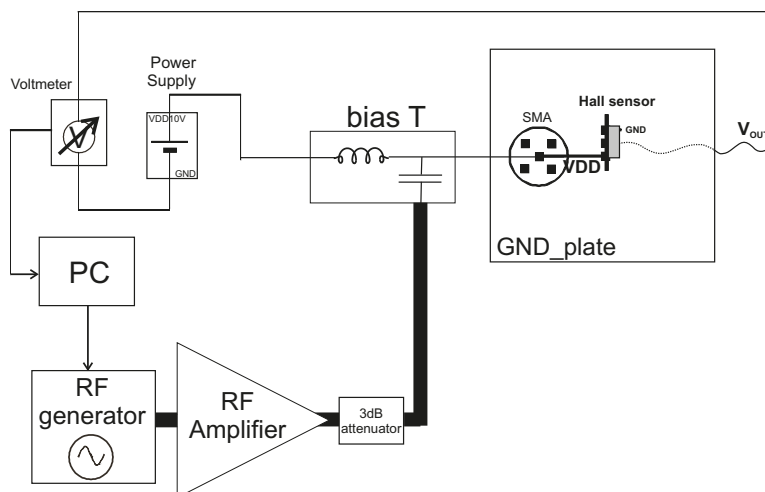 Voltmeter
V
Power
Supply
VDD10V
GND
bias T
SMA
Hall sensor
GND
VDD
V_OUT
GND_plate
PC
RF
generator
RF
Amplifier
3dB
attenuator